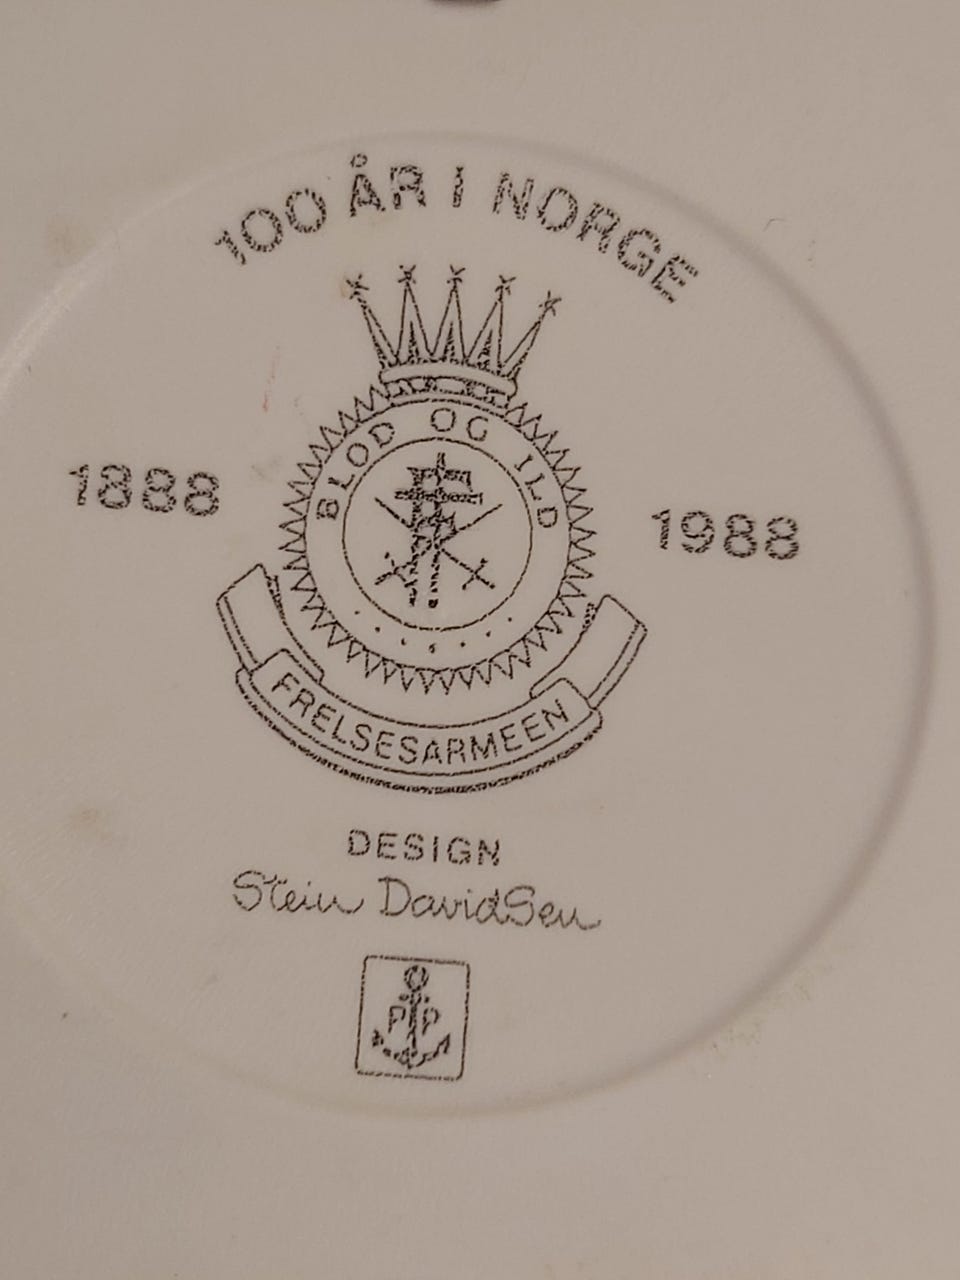 100 ÅR I NORGE
BLOD OG ILD
1888
1988
FRELSESARMEEN
DESIGN
Stein DavidSen
P P